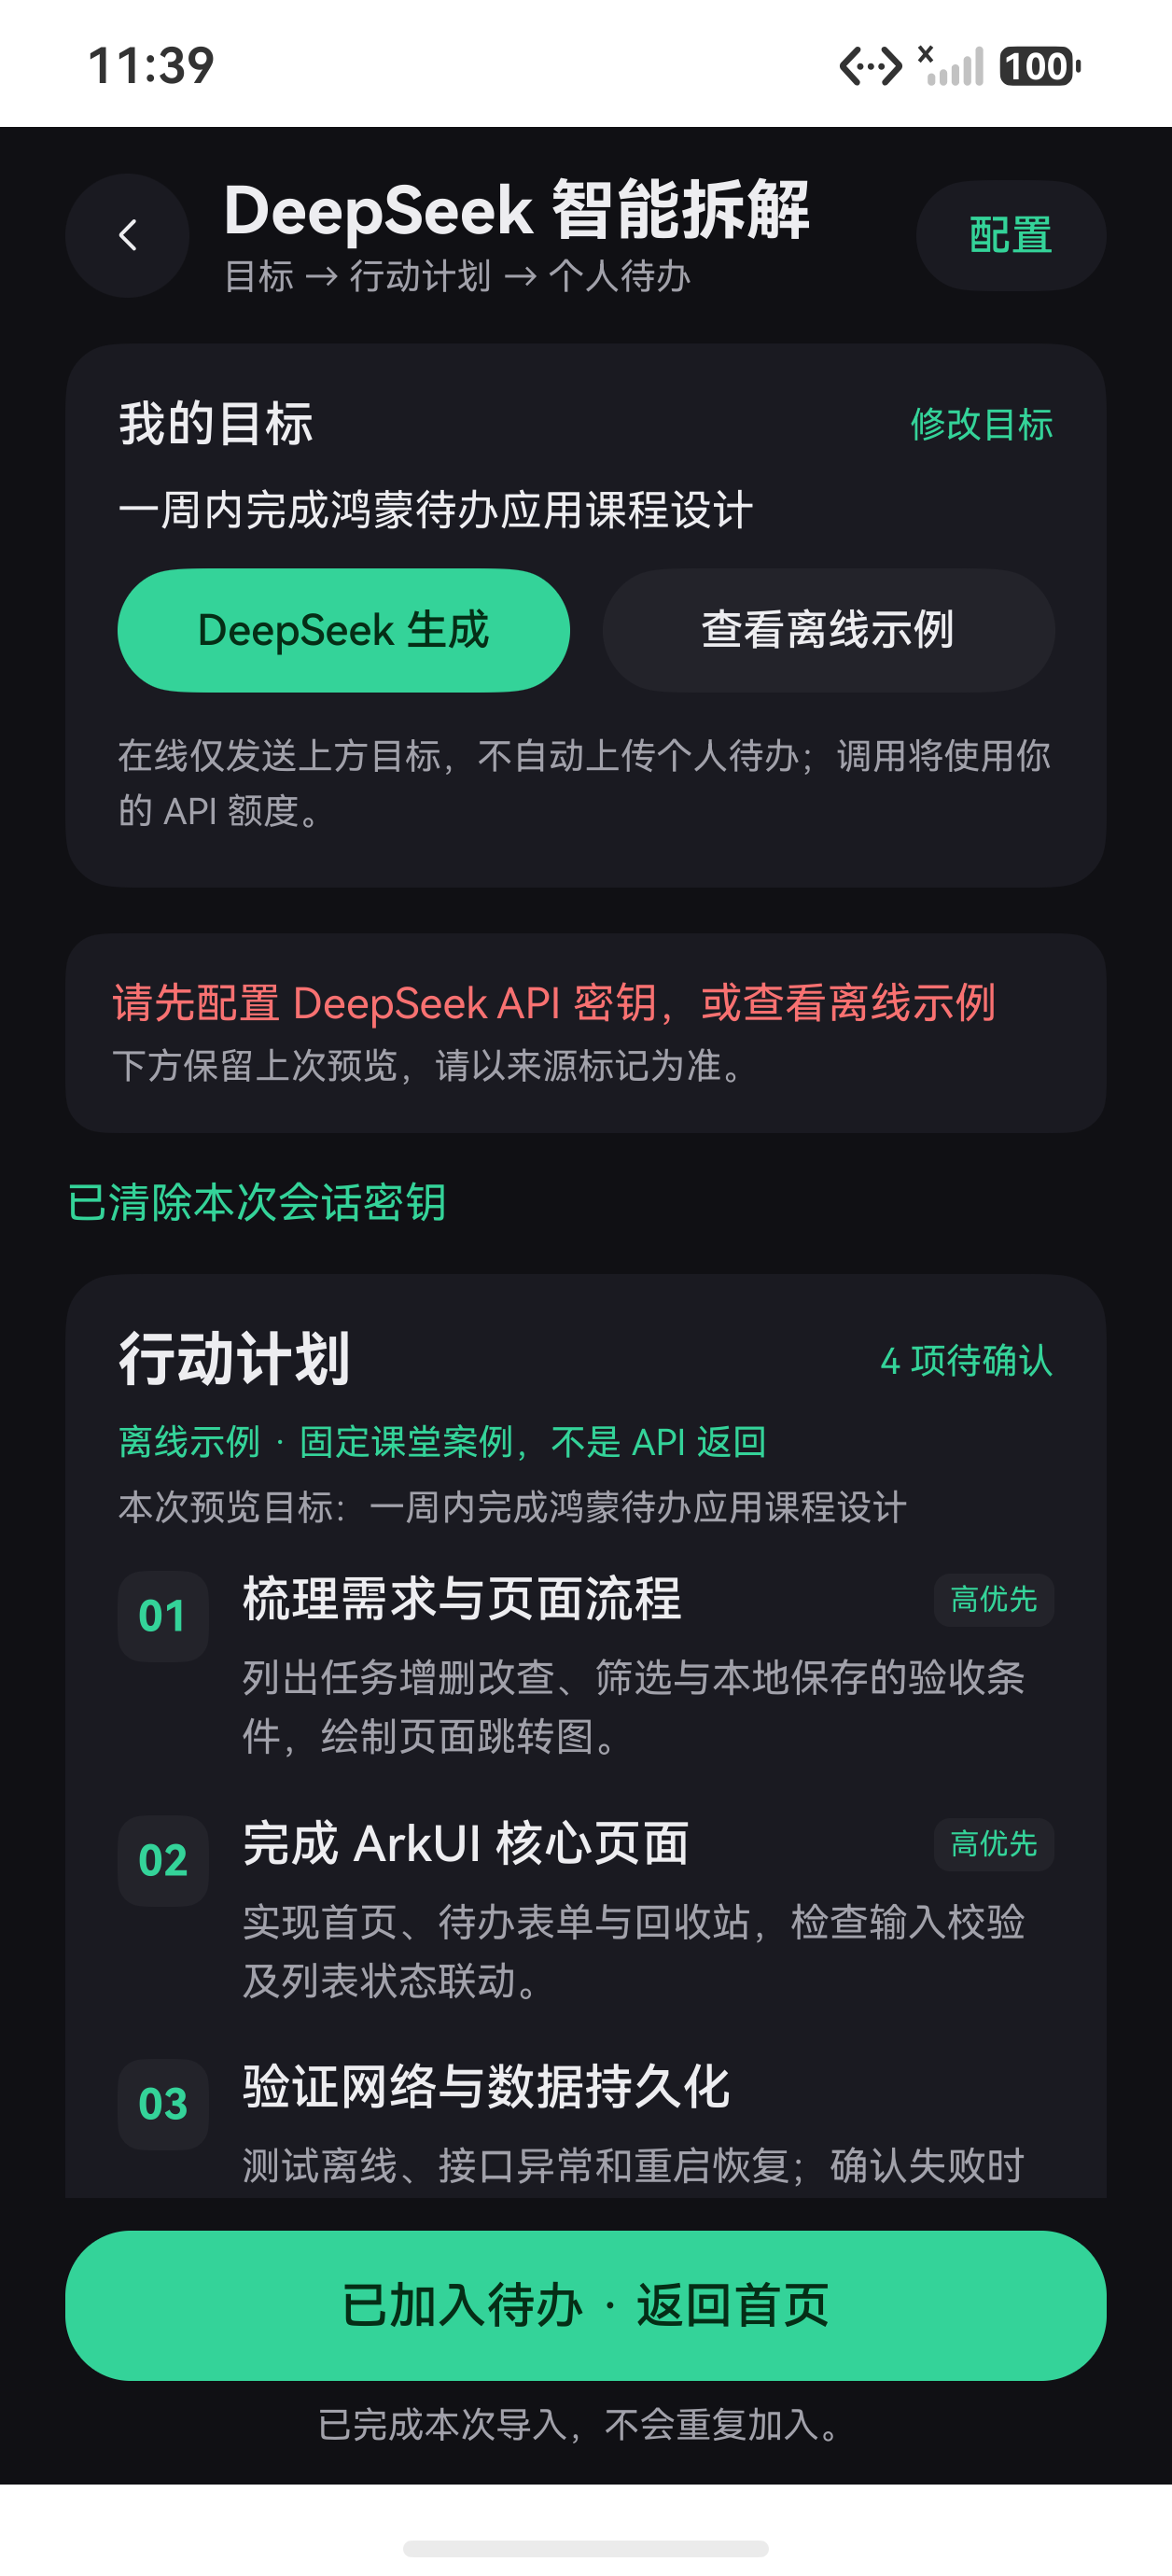 11:39
100
DeepSeek 智能拆解
目标 → 行动计划 → 个人待办
配置
我的目标
修改目标
一周内完成鸿蒙待办应用课程设计
DeepSeek 生成
查看离线示例
在线仅发送上方目标，不自动上传个人待办；调用将使用你
的 API 额度。
请先配置 DeepSeek API 密钥，或查看离线示例
下方保留上次预览，请以来源标记为准。
已清除本次会话密钥
行动计划
4 项待确认
离线示例 · 固定课堂案例，不是 API 返回
本次预览目标：一周内完成鸿蒙待办应用课程设计
01
梳理需求与页面流程
高优先
列出任务增删改查、筛选与本地保存的验收条
件，绘制页面跳转图。
02
完成 ArkUI 核心页面
高优先
实现首页、待办表单与回收站，检查输入校验
及列表状态联动。
03
验证网络与数据持久化
测试离线、接口异常和重启恢复；确认失败时
已加入待办 · 返回首页
已完成本次导入，不会重复加入。